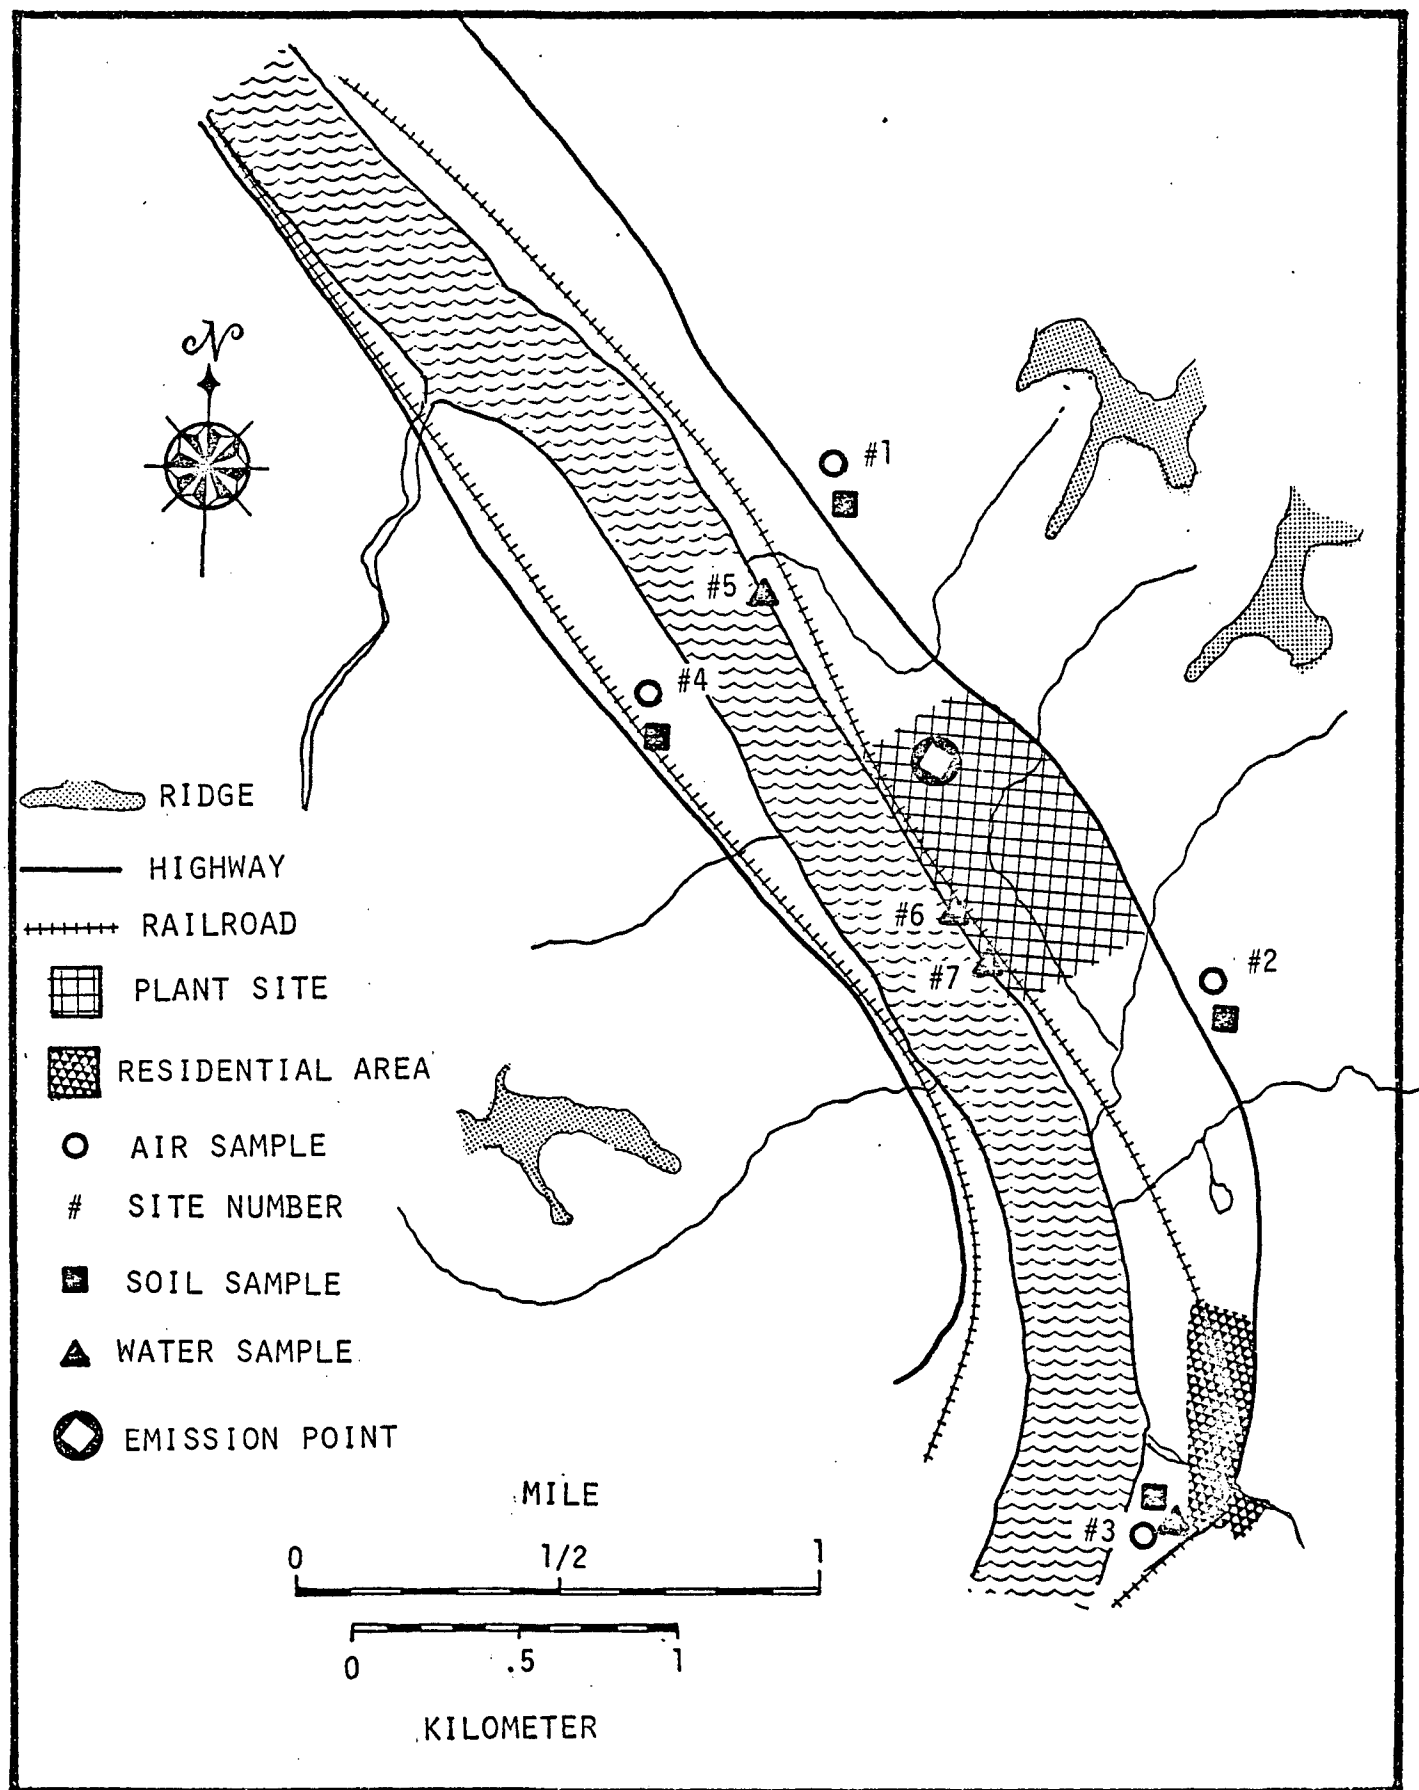 N
#1
#5
#4
RIDGE
HIGHWAY
RAILROAD
#6
PLANT SITE
#7
#2
RESIDENTIAL AREA
AIR SAMPLE
# SITE NUMBER
SOIL SAMPLE
WATER SAMPLE
EMISSION POINT
MILE
#3
0 1/2 1
0 .5 1
KILOMETER